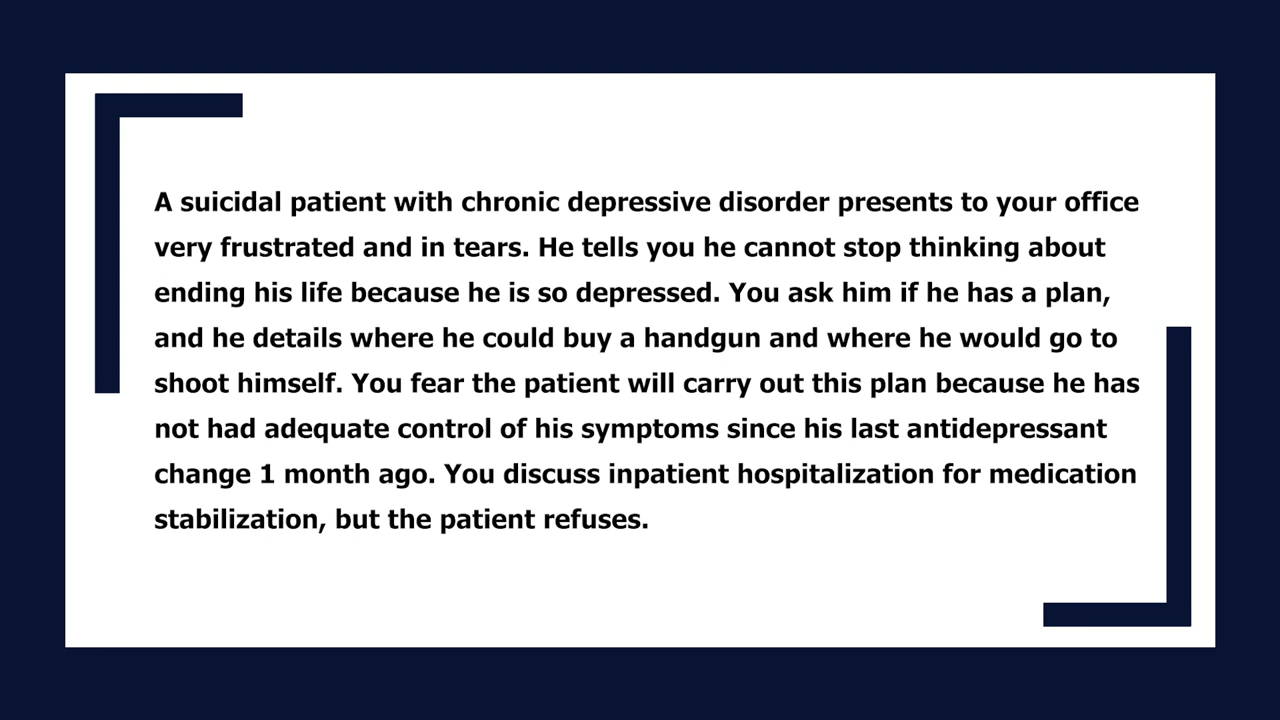 A suicidal patient with chronic depressive disorder presents to your office
very frustrated and in tears. He tells you he cannot stop thinking about
ending his life because he is so depressed. You ask him if he has a plan,
and he details where he could buy a handgun and where he would go to
shoot himself. You fear the patient will carry out this plan because he has
not had adequate control of his symptoms since his last antidepressant
change 1 month ago. You discuss inpatient hospitalization for medication
stabilization, but the patient refuses.